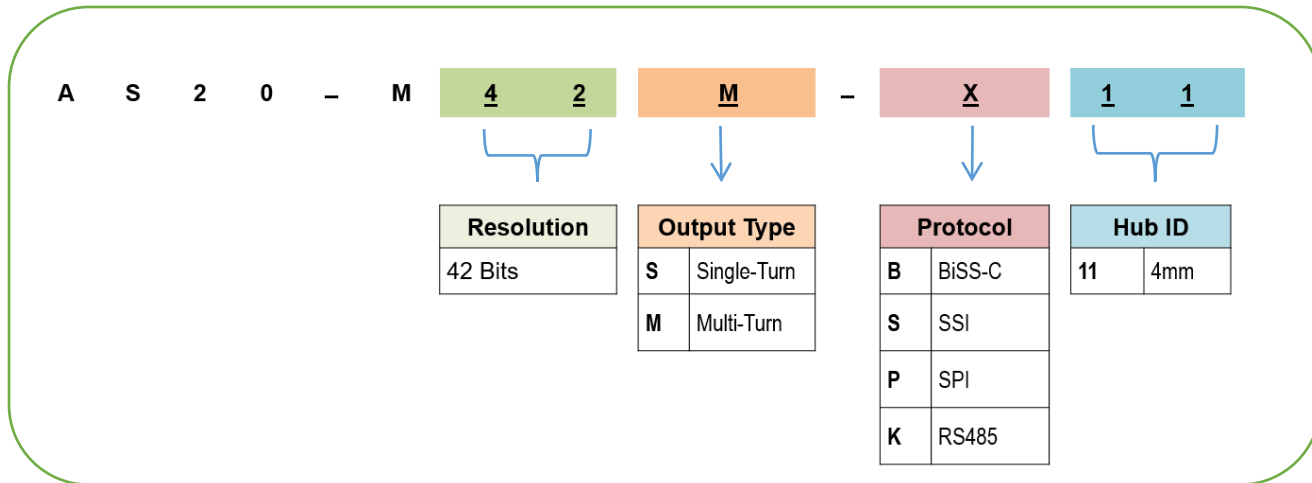 A S 2 0 – M 4 2 M – X 1 1
Resolution
42 Bits
Output Type
S Single-Turn
M Multi-Turn
Protocol
B BiSS-C
S SSI
P SPI
K RS485
Hub ID
11 4mm